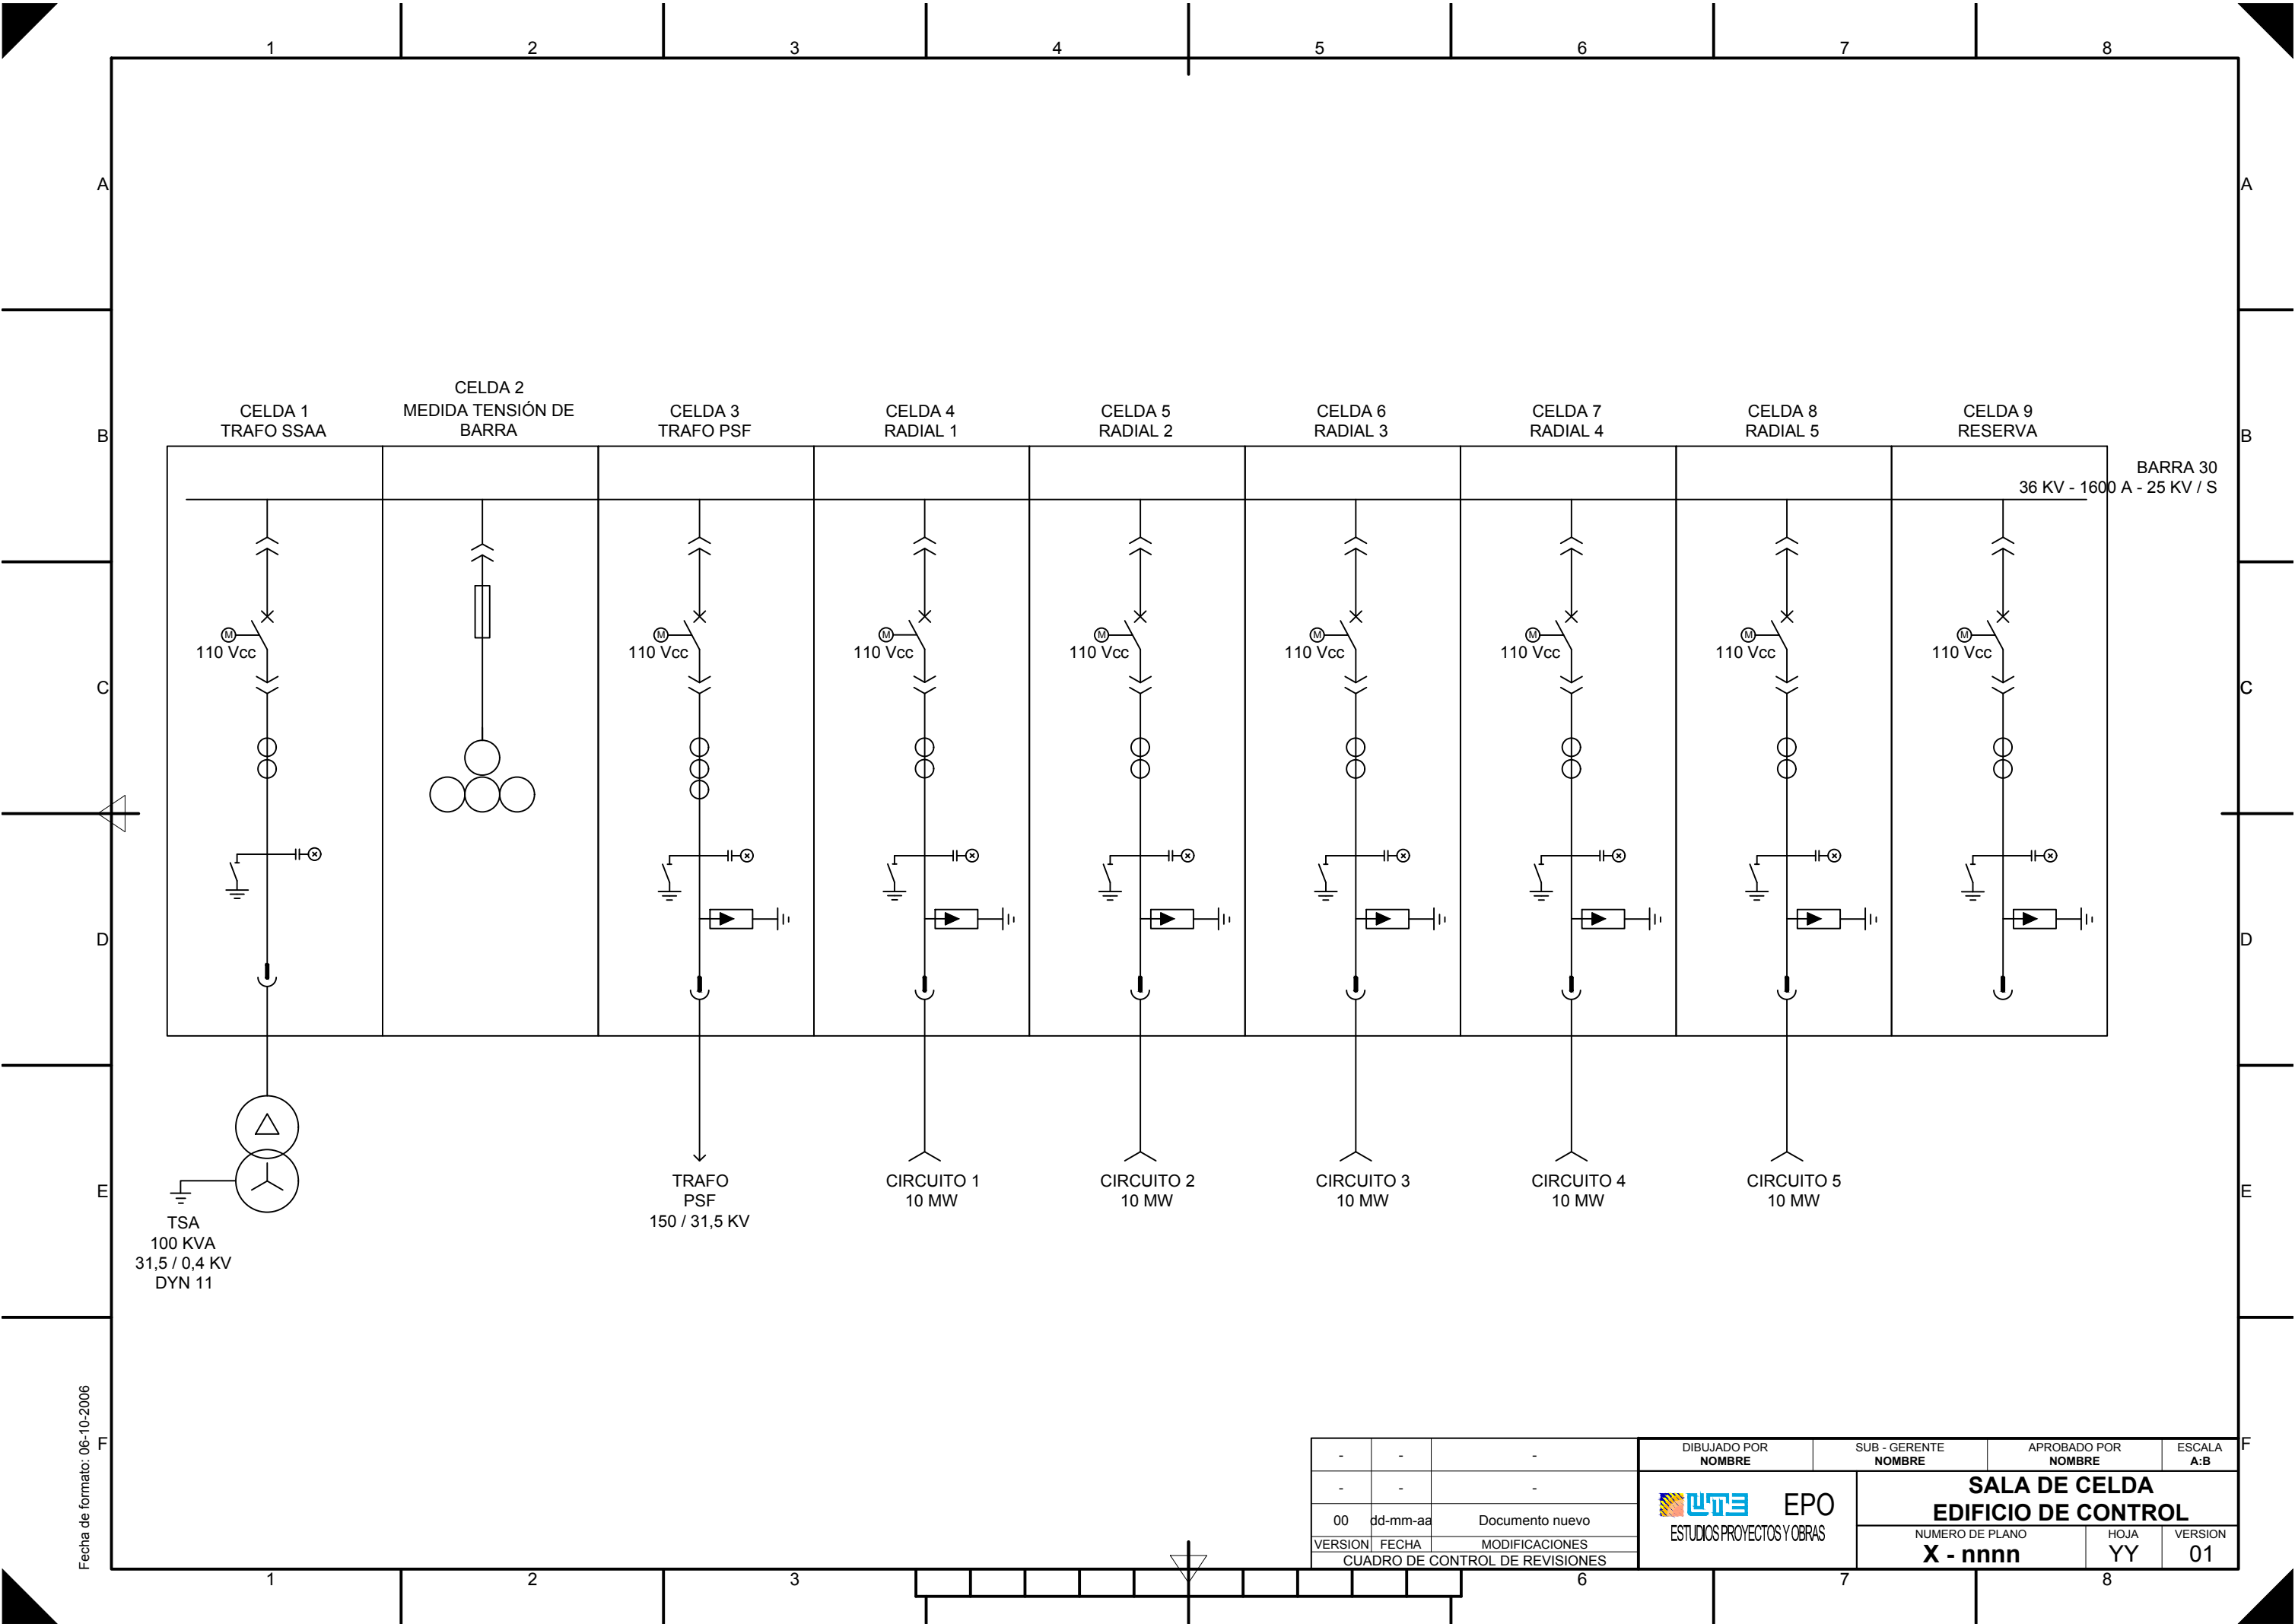 1 2 3 4 5 6 7 8
A A
CELDA 1
TRAFO SSAA
CELDA 2
MEDIDA TENSIÓN DE
BARRA
CELDA 3
TRAFO PSF
CELDA 4
RADIAL 1
CELDA 5
RADIAL 2
CELDA 6
RADIAL 3
CELDA 7
RADIAL 4
CELDA 8
RADIAL 5
CELDA 9
RESERVA
B B
BARRA 30
36 KV - 1600 A - 25 KV / S
M M M M M M M M
110 Vcc 110 Vcc 110 Vcc 110 Vcc 110 Vcc 110 Vcc 110 Vcc 110 Vcc
C C
D D
E E
TSA
100 KVA
31,5 / 0,4 KV
DYN 11
TRAFO
PSF
150 / 31,5 KV
CIRCUITO 1
10 MW
CIRCUITO 2
10 MW
CIRCUITO 3
10 MW
CIRCUITO 4
10 MW
CIRCUITO 5
10 MW
Fecha de formato: 06-10-2006
F F
- - -
- - -
00 dd-mm-aa Documento nuevo
VERSION FECHA MODIFICACIONES
CUADRO DE CONTROL DE REVISIONES
DIBUJADO POR
NOMBRE
SUB - GERENTE
NOMBRE
APROBADO POR
NOMBRE
ESCALA
A:B
UTE EPO
ESTUDIOS PROYECTOS Y OBRAS
SALA DE CELDA
EDIFICIO DE CONTROL
NUMERO DE PLANO
X - nnnn
HOJA
YY
VERSION
01
1 2 3 6 7 8